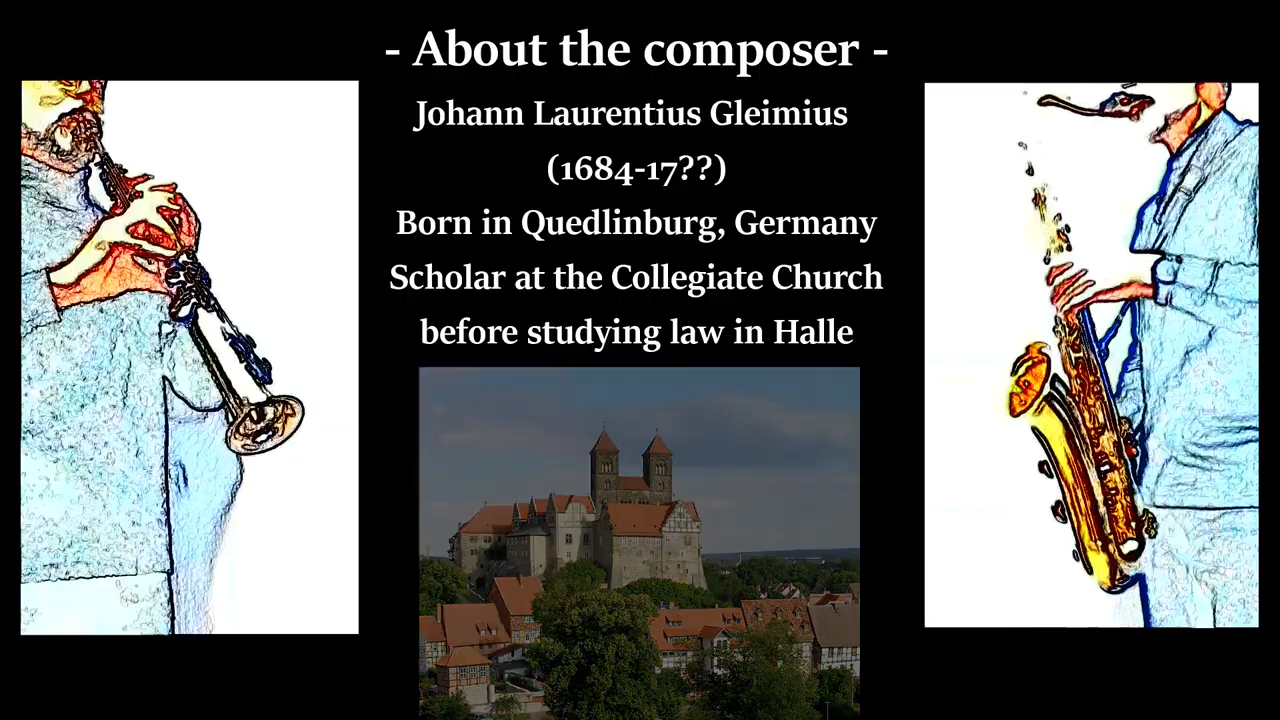 - About the composer -
Johann Laurentius Gleimius
(1684-17??)
Born in Quedlinburg, Germany
Scholar at the Collegiate Church
before studying law in Halle